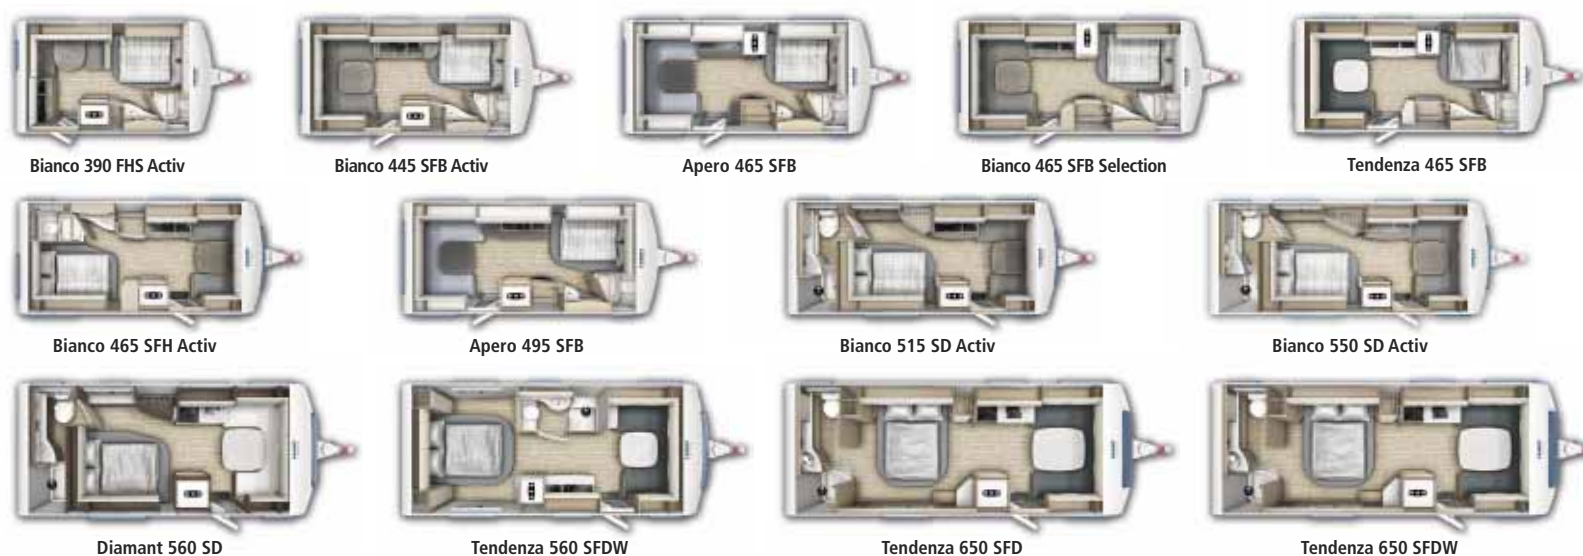 Bianco 390 FHS Activ
Bianco 445 SFB Activ
Apero 465 SFB
Bianco 465 SFB Selection
Tendenza 465 SFB
Bianco 465 SFH Activ
Apero 495 SFB
Bianco 515 SD Activ
Bianco 550 SD Activ
Diamant 560 SD
Tendenza 560 SFDW
Tendenza 650 SFD
Tendenza 650 SFDW